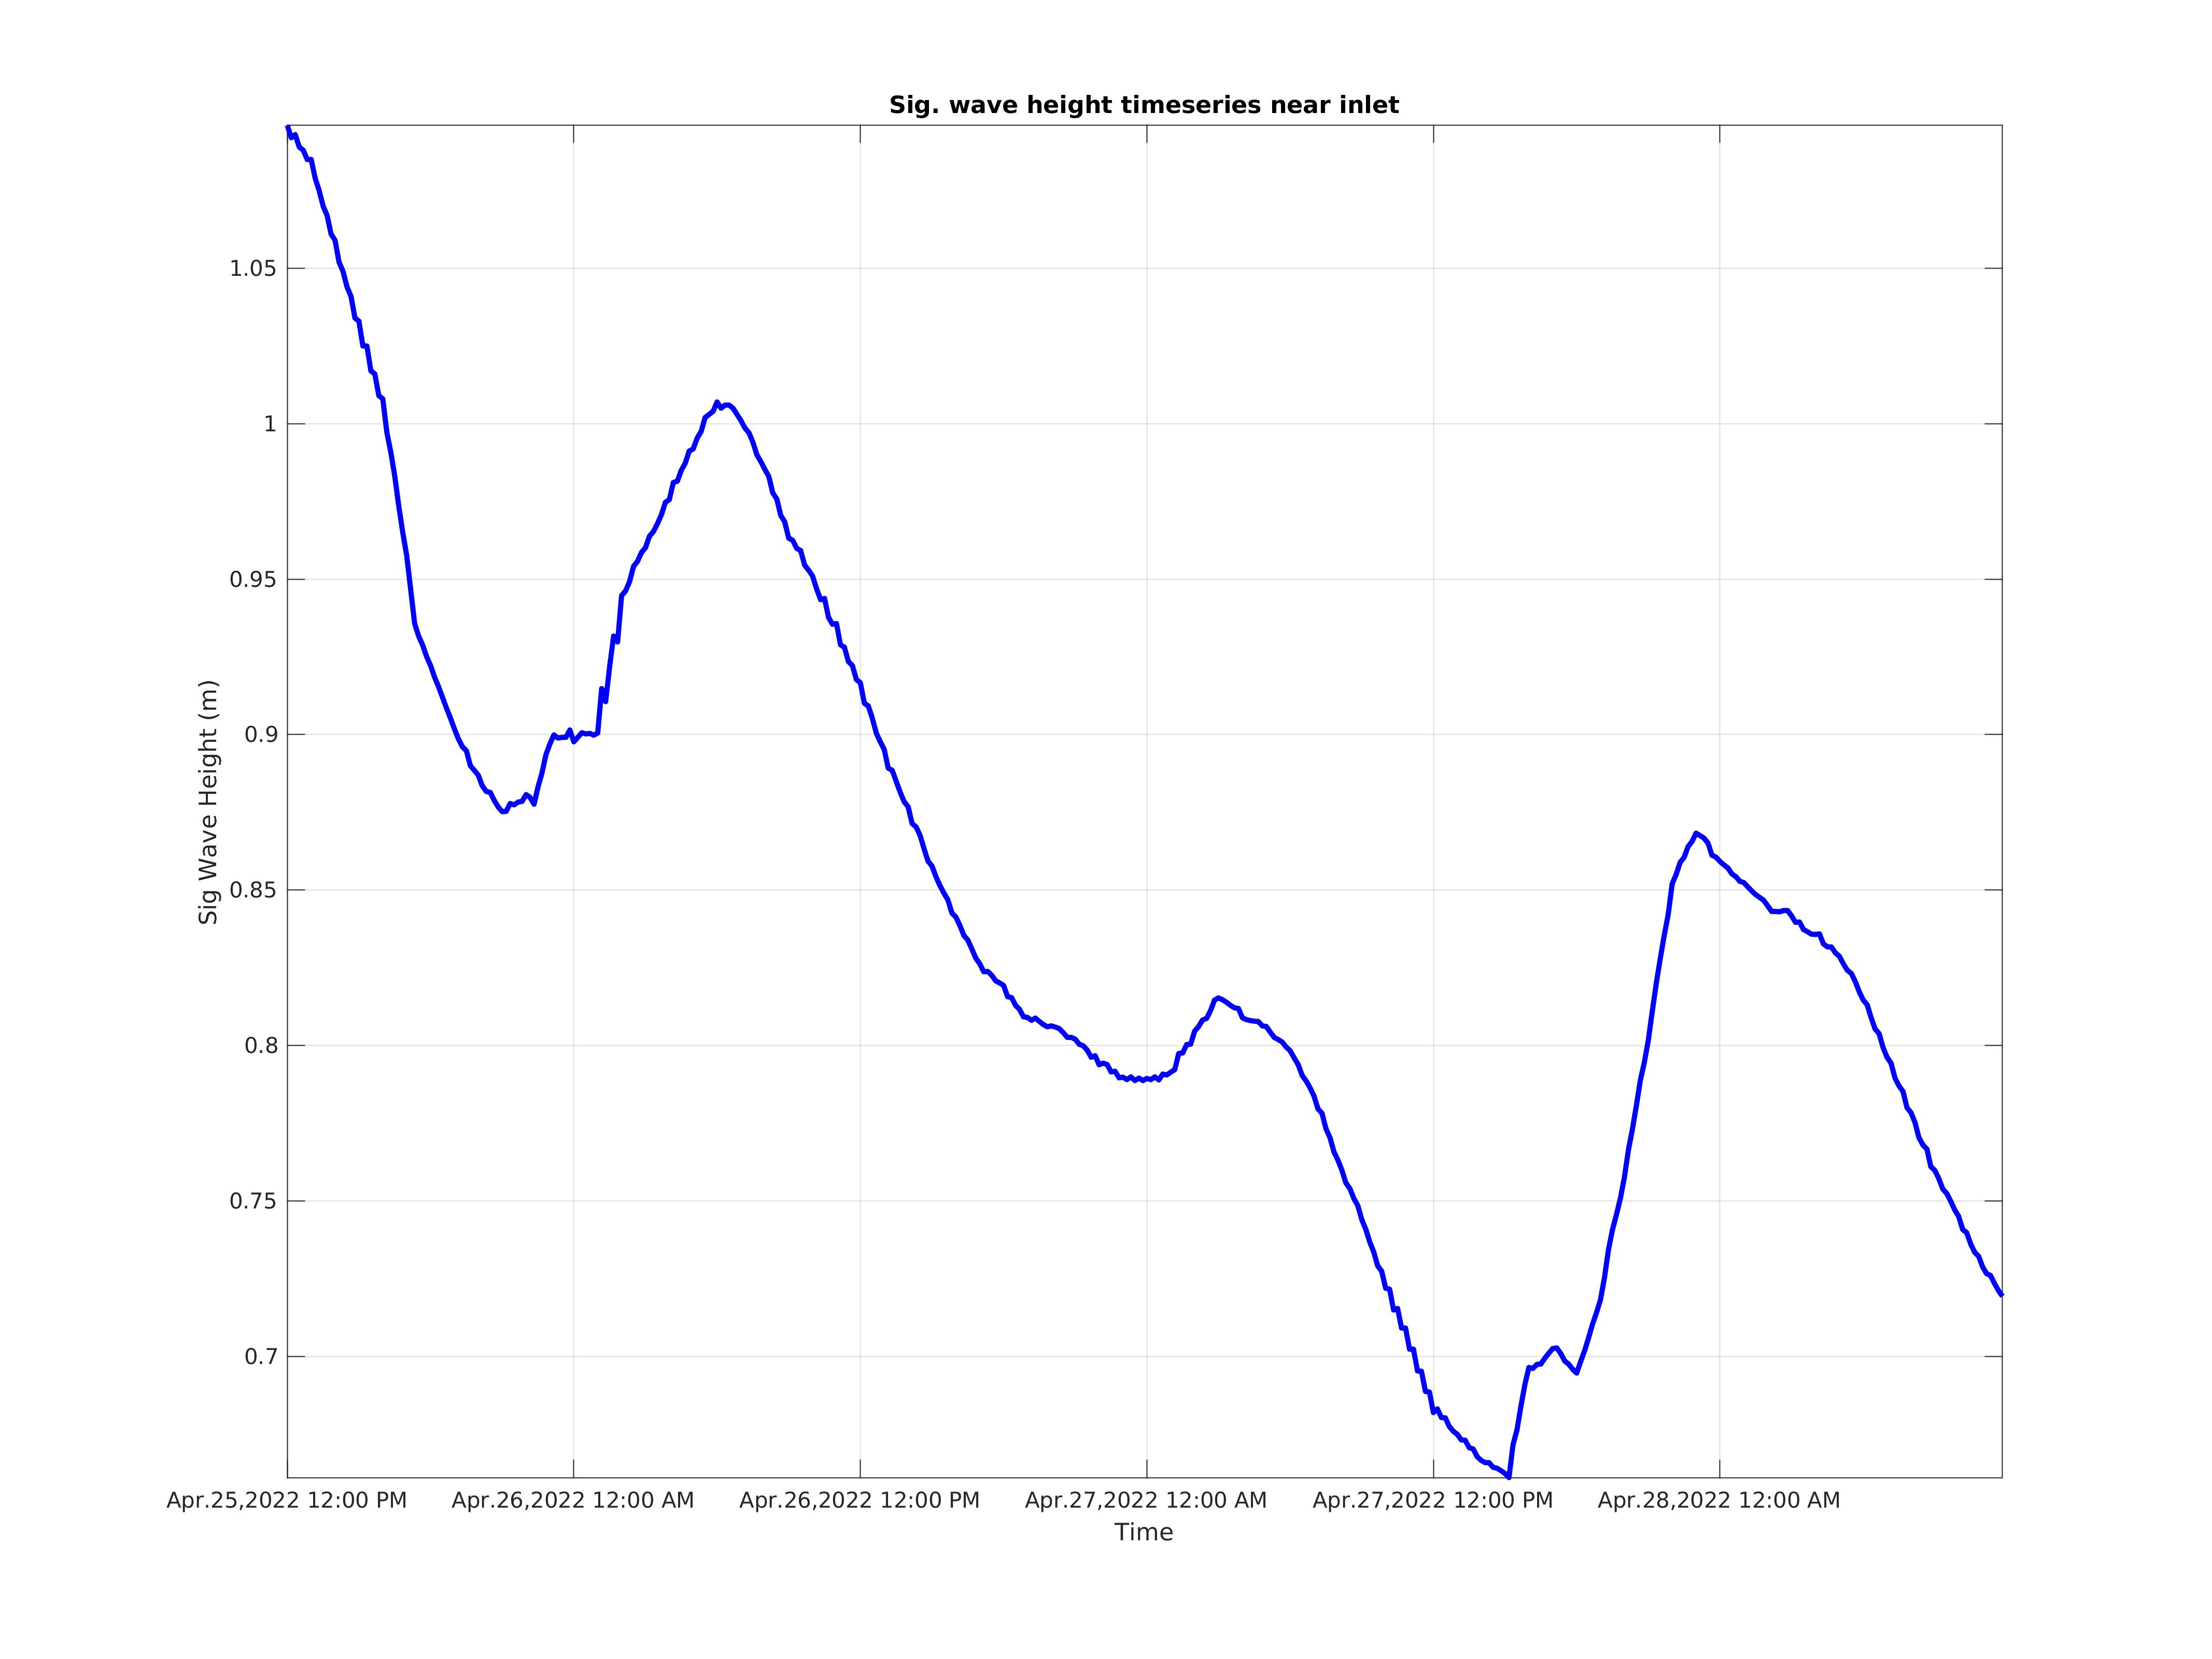 Sig. wave height timeseries near inlet
1.05
1
0.95
0.9
0.85
0.8
0.75
0.7
Sig Wave Height (m)
Apr.25,2022 12:00 PM
Apr.26,2022 12:00 AM
Apr.26,2022 12:00 PM
Apr.27,2022 12:00 AM
Apr.27,2022 12:00 PM
Apr.28,2022 12:00 AM
Time